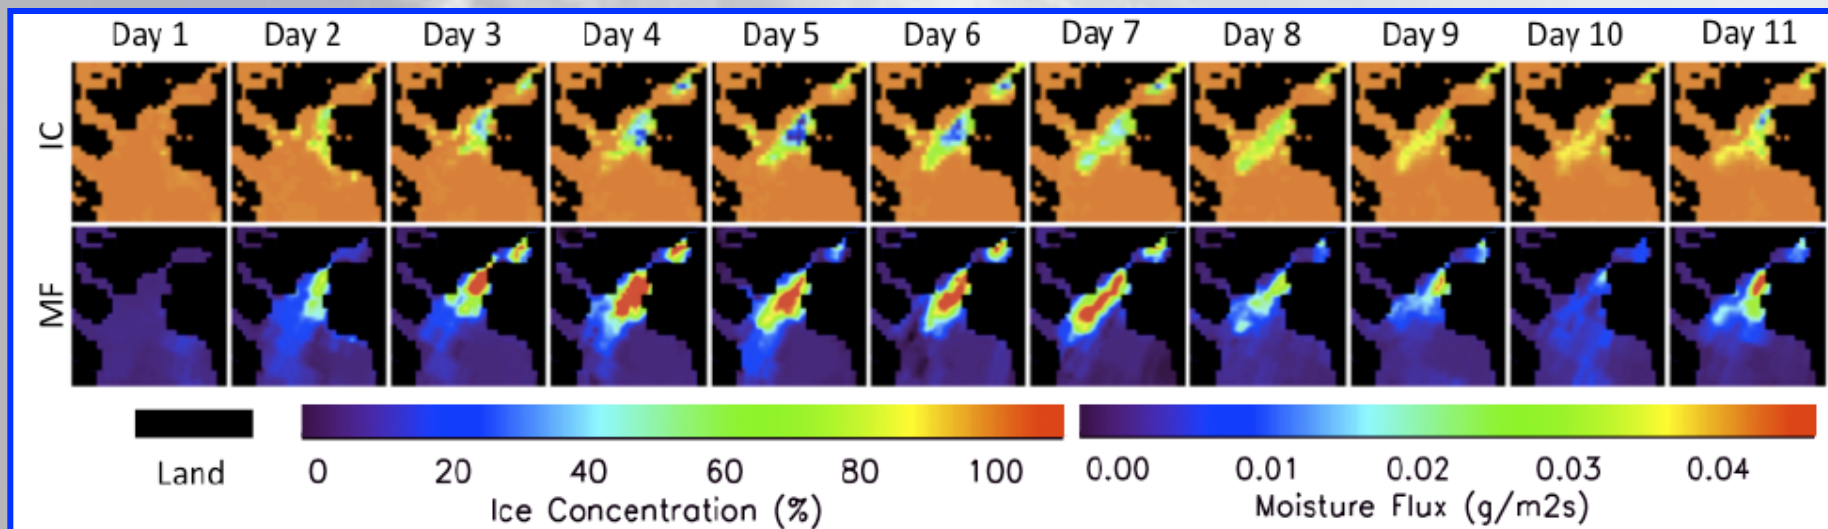 Day 1 Day 2 Day 3 Day 4 Day 5 Day 6 Day 7 Day 8 Day 9 Day 10 Day 11
IC
MF
Land
0 20 40 60 80 100
Ice Concentration (%)
0.00 0.01 0.02 0.03 0.04
Moisture Flux (g/m2s)